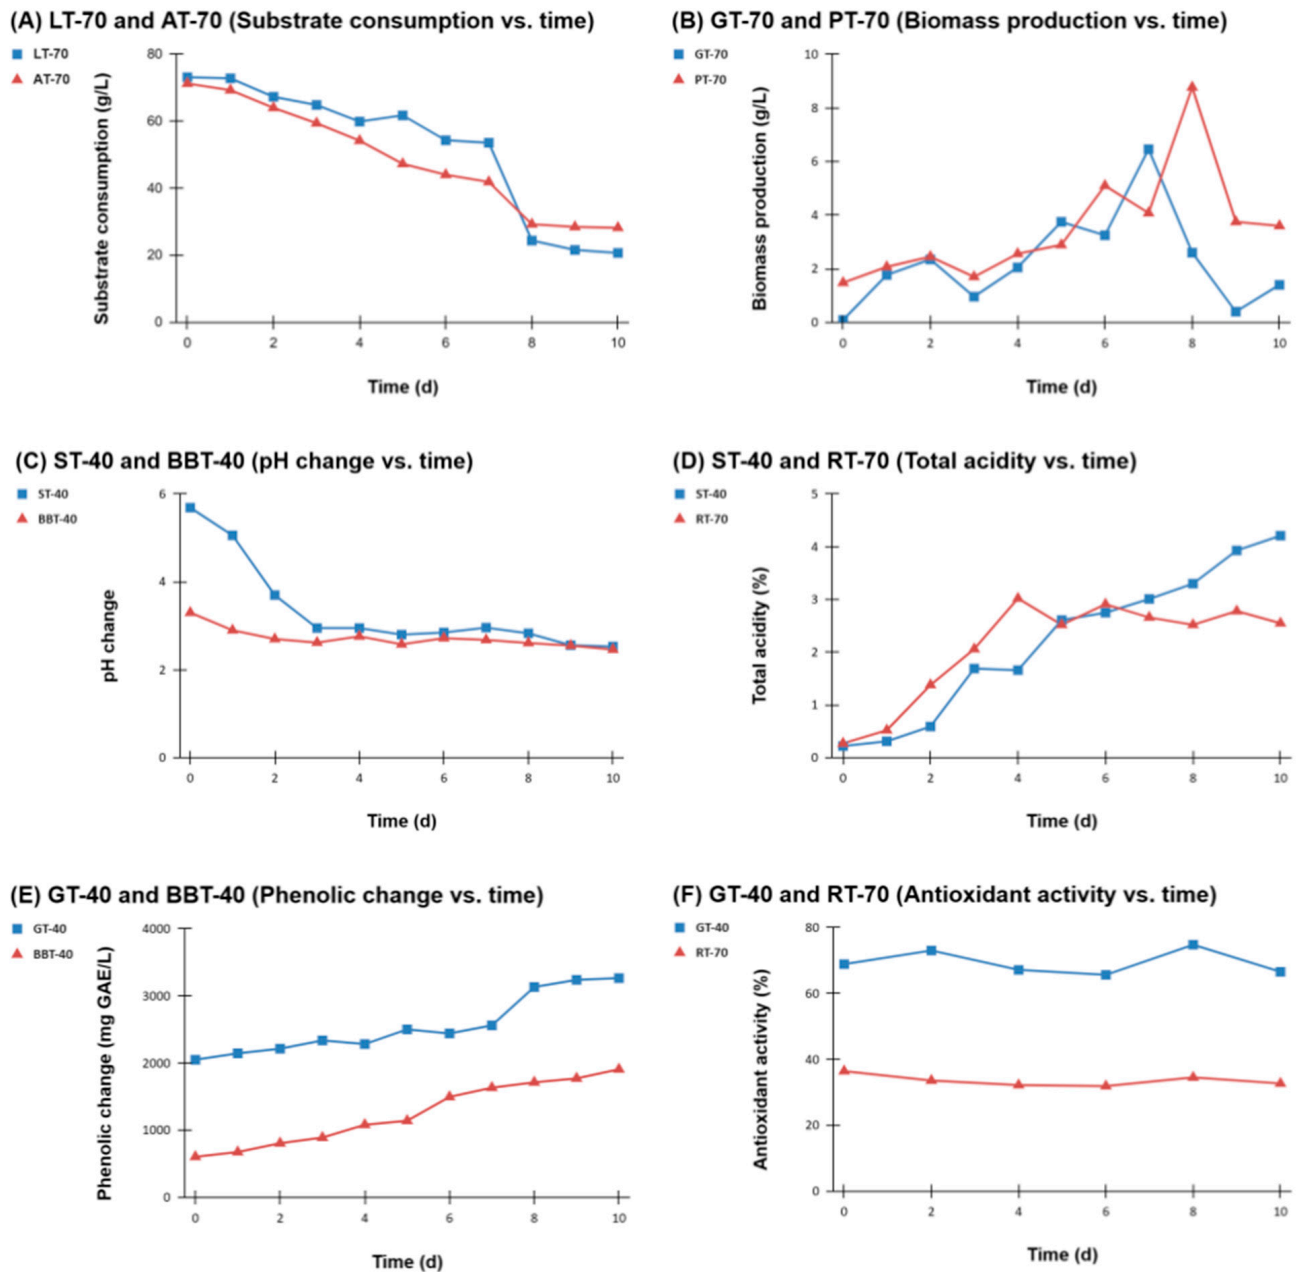 (A) LT-70 and AT-70 (Substrate consumption vs. time)
LT-70
AT-70
Substrate consumption (g/L)
80
60
40
20
0
0 2 4 6 8 10
Time (d)
(B) GT-70 and PT-70 (Biomass production vs. time)
GT-70
PT-70
Biomass production (g/L)
10
8
6
4
2
0
0 2 4 6 8 10
Time (d)
(C) ST-40 and BBT-40 (pH change vs. time)
ST-40
BBT-40
pH change
6
4
2
0
0 2 4 6 8 10
Time (d)
(D) ST-40 and RT-70 (Total acidity vs. time)
ST-40
RT-70
Total acidity (%)
5
4
3
2
1
0
0 2 4 6 8 10
Time (d)
(E) GT-40 and BBT-40 (Phenolic change vs. time)
GT-40
BBT-40
Phenolic change (mg GAE/L)
4000
3000
2000
1000
0
0 2 4 6 8 10
Time (d)
(F) GT-40 and RT-70 (Antioxidant activity vs. time)
GT-40
RT-70
Antioxidant activity (%)
80
60
40
20
0
0 2 4 6 8 10
Time (d)